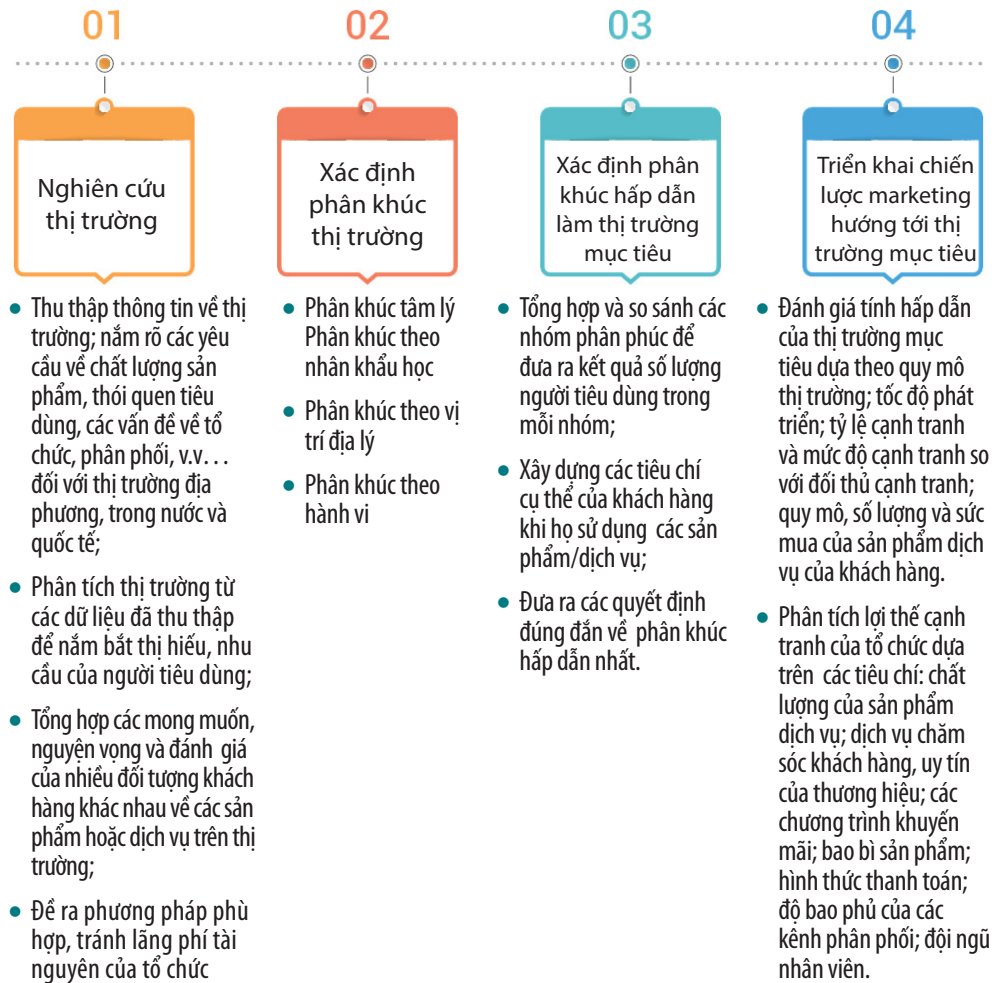 01
Nghiên cứu
thị trường
• Thu thập thông tin về thị
trường; nắm rõ các yêu
cầu về chất lượng sản
phẩm, thói quen tiêu
dùng, các vấn đề về tổ
chức, phân phối, v.v…
đối với thị trường địa
phương, trong nước và
quốc tế;
• Phân tích thị trường từ
các dữ liệu đã thu thập
để nắm bắt thị hiếu, nhu
cầu của người tiêu dùng;
• Tổng hợp các mong muốn,
nguyện vọng và đánh giá
của nhiều đối tượng khách
hàng khác nhau về các sản
phẩm hoặc dịch vụ trên thị
trường;
• Đề ra phương pháp phù
hợp, tránh lãng phí tài
nguyên của tổ chức
02
Xác định
phân khúc
thị trường
• Phân khúc tâm lý
Phân khúc theo
nhân khẩu học
• Phân khúc theo vị
trí địa lý
• Phân khúc theo
hành vi
03
Xác định phân
khúc hấp dẫn
làm thị trường
mục tiêu
• Tổng hợp và so sánh các
nhóm phân phúc để
đưa ra kết quả số lượng
người tiêu dùng trong
mỗi nhóm;
• Xây dựng các tiêu chí
cụ thể của khách hàng
khi họ sử dụng các sản
phẩm/dịch vụ;
• Đưa ra các quyết định
đúng đắn về phân khúc
hấp dẫn nhất.
04
Triển khai chiến
lược marketing
hướng tới thị
trường mục tiêu
• Đánh giá tính hấp dẫn
của thị trường mục
tiêu dựa theo quy mô
thị trường; tốc độ phát
triển; tỷ lệ cạnh tranh
và mức độ cạnh tranh so
với đối thủ cạnh tranh;
quy mô, số lượng và sức
mua của sản phẩm dịch
vụ của khách hàng.
• Phân tích lợi thế cạnh
tranh của tổ chức dựa
trên các tiêu chí: chất
lượng của sản phẩm
dịch vụ; dịch vụ chăm
sóc khách hàng, uy tín
của thương hiệu; các
chương trình khuyến
mãi; bao bì sản phẩm;
hình thức thanh toán;
độ bao phủ của các
kênh phân phối; đội ngũ
nhân viên.